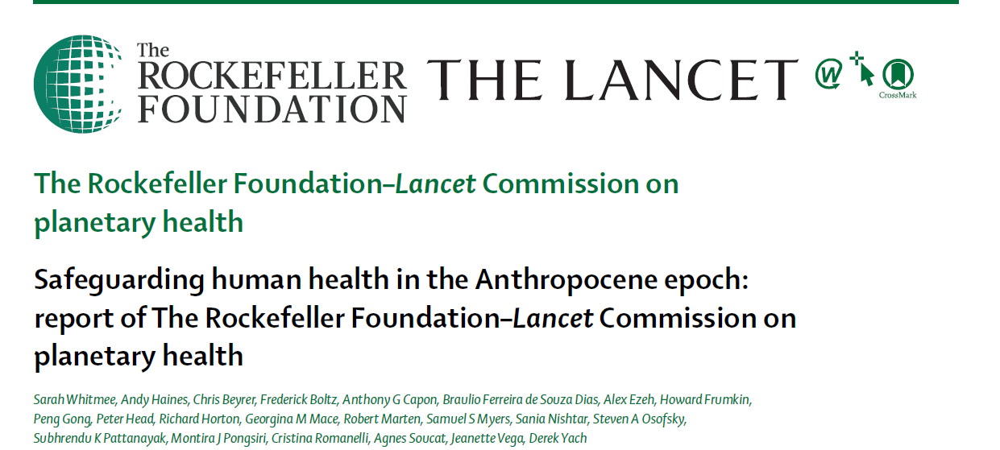 The
ROCKEFELLER
FOUNDATION
THE LANCET
W
CrossMark
The Rockefeller Foundation–Lancet Commission on
planetary health
Safeguarding human health in the Anthropocene epoch:
report of The Rockefeller Foundation–Lancet Commission on
planetary health
Sarah Whitmee, Andy Haines, Chris Beyrer, Frederick Boltz, Anthony G Capon, Braulio Ferreira de Souza Dias, Alex Ezeh, Howard Frumkin,
Peng Gong, Peter Head, Richard Horton, Georgina M Mace, Robert Marten, Samuel S Myers, Sania Nishtar, Steven A Osofsky,
Subhrendu K Pattanayak, Montira J Pongsiri, Cristina Romanelli, Agnes Soucat, Jeanette Vega, Derek Yach